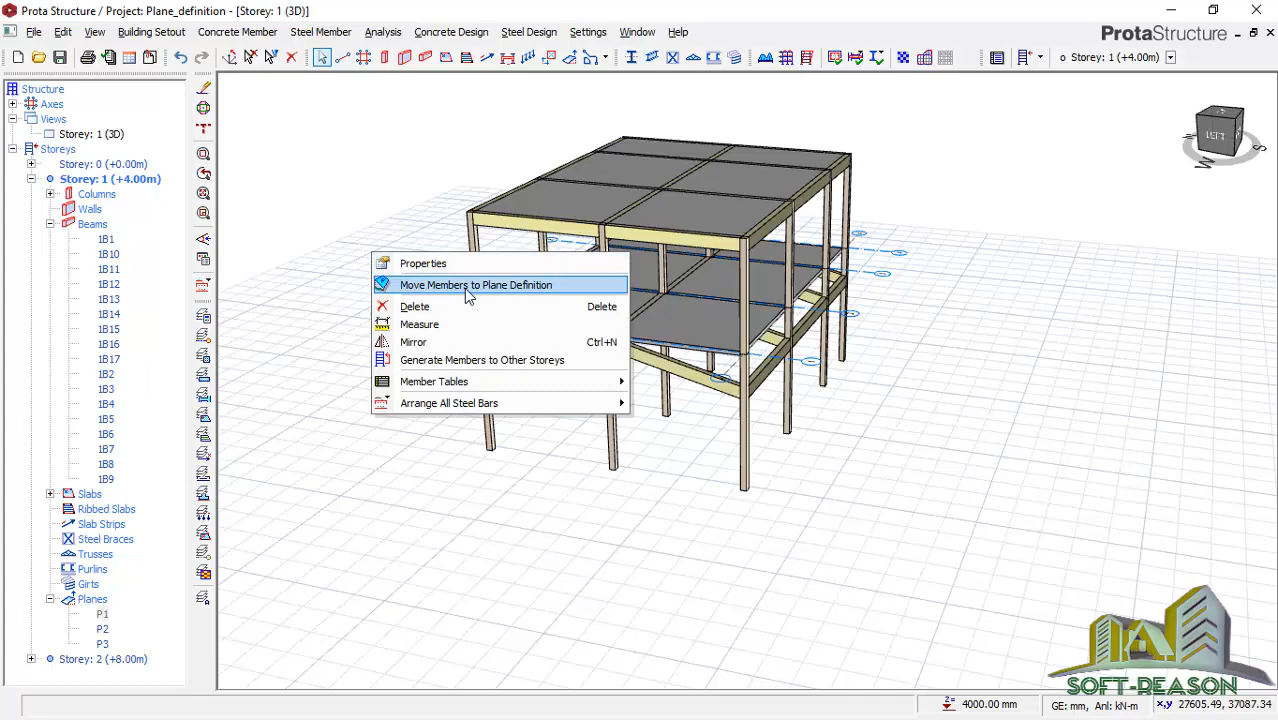 Prota Structure / Project: Plane_definition - [Storey: 1 (3D)]
File Edit View Building Setout Concrete Member Steel Member Analysis Concrete Design Steel Design Settings Window Help
ProtaStructure
o Storey: 1 (+4.00m)
Structure
Axes
Views
Storey: 1 (3D)
Storeys
Storey: 0 (+0.00m)
Storey: 1 (+4.00m)
Columns
Walls
Beams
1B1
1B10
1B11
1B12
1B13
1B14
1B15
1B16
1B17
1B2
1B3
1B4
1B5
1B6
1B7
1B8
1B9
Slabs
Ribbed Slabs
Slab Strips
Steel Braces
Trusses
Purlins
Girts
Planes
P1
P2
P3
Storey: 2 (+8.00m)
Properties
Move Members to Plane Definition
Delete Delete
Measure
Mirror Ctrl+N
Generate Members to Other Storeys
Member Tables
Arrange All Steel Bars
LEFT
W
S
SOFT-REASON
Z= 4000.00 mm
GE: mm, Anl: kN-m
x,y 27605.49, 37087.34